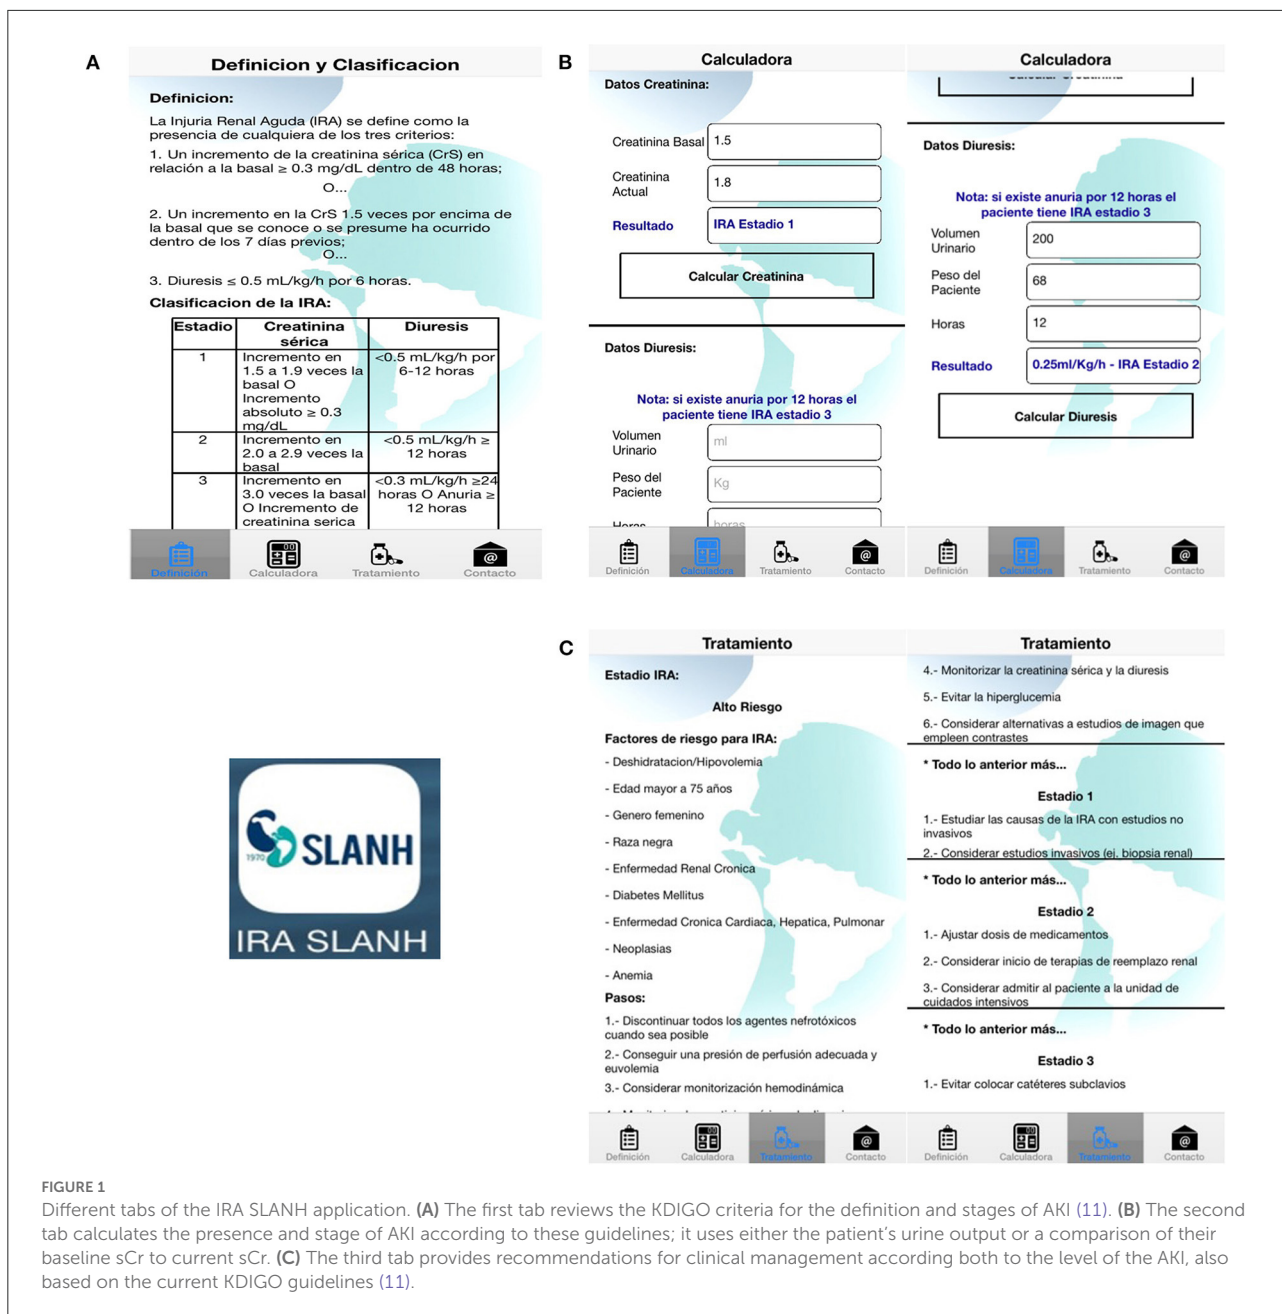 A
Definicion y Clasificacion
Definicion:
La Injuria Renal Aguda (IRA) se define como la
presencia de cualquiera de los tres criterios:
1. Un incremento de la creatinina sérica (CrS) en
relación a la basal ≥ 0.3 mg/dL dentro de 48 horas;
O...
2. Un incremento en la CrS 1.5 veces por encima de
la basal que se conoce o se presume ha ocurrido
dentro de los 7 días previos;
O...
3. Diuresis ≤ 0.5 mL/kg/h por 6 horas.
Clasificacion de la IRA:
Estadio Creatinina sérica Diuresis
1 Incremento en <0.5 mL/kg/h por
1.5 a 1.9 veces la 6-12 horas
basal O
Incremento
absoluto ≥ 0.3
mg/dL
2 Incremento en <0.5 mL/kg/h ≥
2.0 a 2.9 veces la 12 horas
basal
3 Incremento en <0.3 mL/kg/h ≥24
3.0 veces la basal horas O Anuria ≥
O Incremento de 12 horas
creatinina serica
Definición Calculadora Tratamiento Contacto
B
Calculadora
Datos Creatinina:
Creatinina Basal 1.5
Creatinina
Actual 1.8
Resultado IRA Estadio 1
Calcular Creatinina
Datos Diuresis:
Nota: si existe anuria por 12 horas el
paciente tiene IRA estadio 3
Volumen
Urinario ml
Peso del
Paciente Kg
Horas horas
Definición Calculadora Tratamiento Contacto
Calculadora
Calcular Creatinina
Datos Diuresis:
Nota: si existe anuria por 12 horas el
paciente tiene IRA estadio 3
Volumen
Urinario 200
Peso del
Paciente 68
Horas 12
Resultado 0.25ml/Kg/h - IRA Estadio 2
Calcular Diuresis
Definición Calculadora Tratamiento Contacto
1970 SLANH
IRA SLANH
C
Tratamiento
Estadio IRA:
Alto Riesgo
Factores de riesgo para IRA:
- Deshidratacion/Hipovolemia
- Edad mayor a 75 años
- Genero femenino
- Raza negra
- Enfermedad Renal Cronica
- Diabetes Mellitus
- Enfermedad Cronica Cardiaca, Hepatica, Pulmonar
- Neoplasias
- Anemia
Pasos:
1.- Discontinuar todos los agentes nefrotóxicos
cuando sea posible
2.- Conseguir una presión de perfusión adecuada y
euvolemia
3.- Considerar monitorización hemodinámica
Definición Calculadora Tratamiento Contacto
Tratamiento
4.- Monitorizar la creatinina sérica y la diuresis
5.- Evitar la hiperglucemia
6.- Considerar alternativas a estudios de imagen que
empleen contrastes
* Todo lo anterior más...
Estadio 1
1.- Estudiar las causas de la IRA con estudios no
invasivos
2.- Considerar estudios invasivos (ej. biopsia renal)
* Todo lo anterior más...
Estadio 2
1.- Ajustar dosis de medicamentos
2.- Considerar inicio de terapias de reemplazo renal
3.- Considerar admitir al paciente a la unidad de
cuidados intensivos
* Todo lo anterior más...
Estadio 3
1.- Evitar colocar catéteres subclavios
Definición Calculadora Tratamiento Contacto
FIGURE 1
Different tabs of the IRA SLANH application. (A) The first tab reviews the KDIGO criteria for the definition and stages of AKI (11). (B) The second
tab calculates the presence and stage of AKI according to these guidelines; it uses either the patient's urine output or a comparison of their
baseline sCr to current sCr. (C) The third tab provides recommendations for clinical management according both to the level of the AKI, also
based on the current KDIGO guidelines (11).